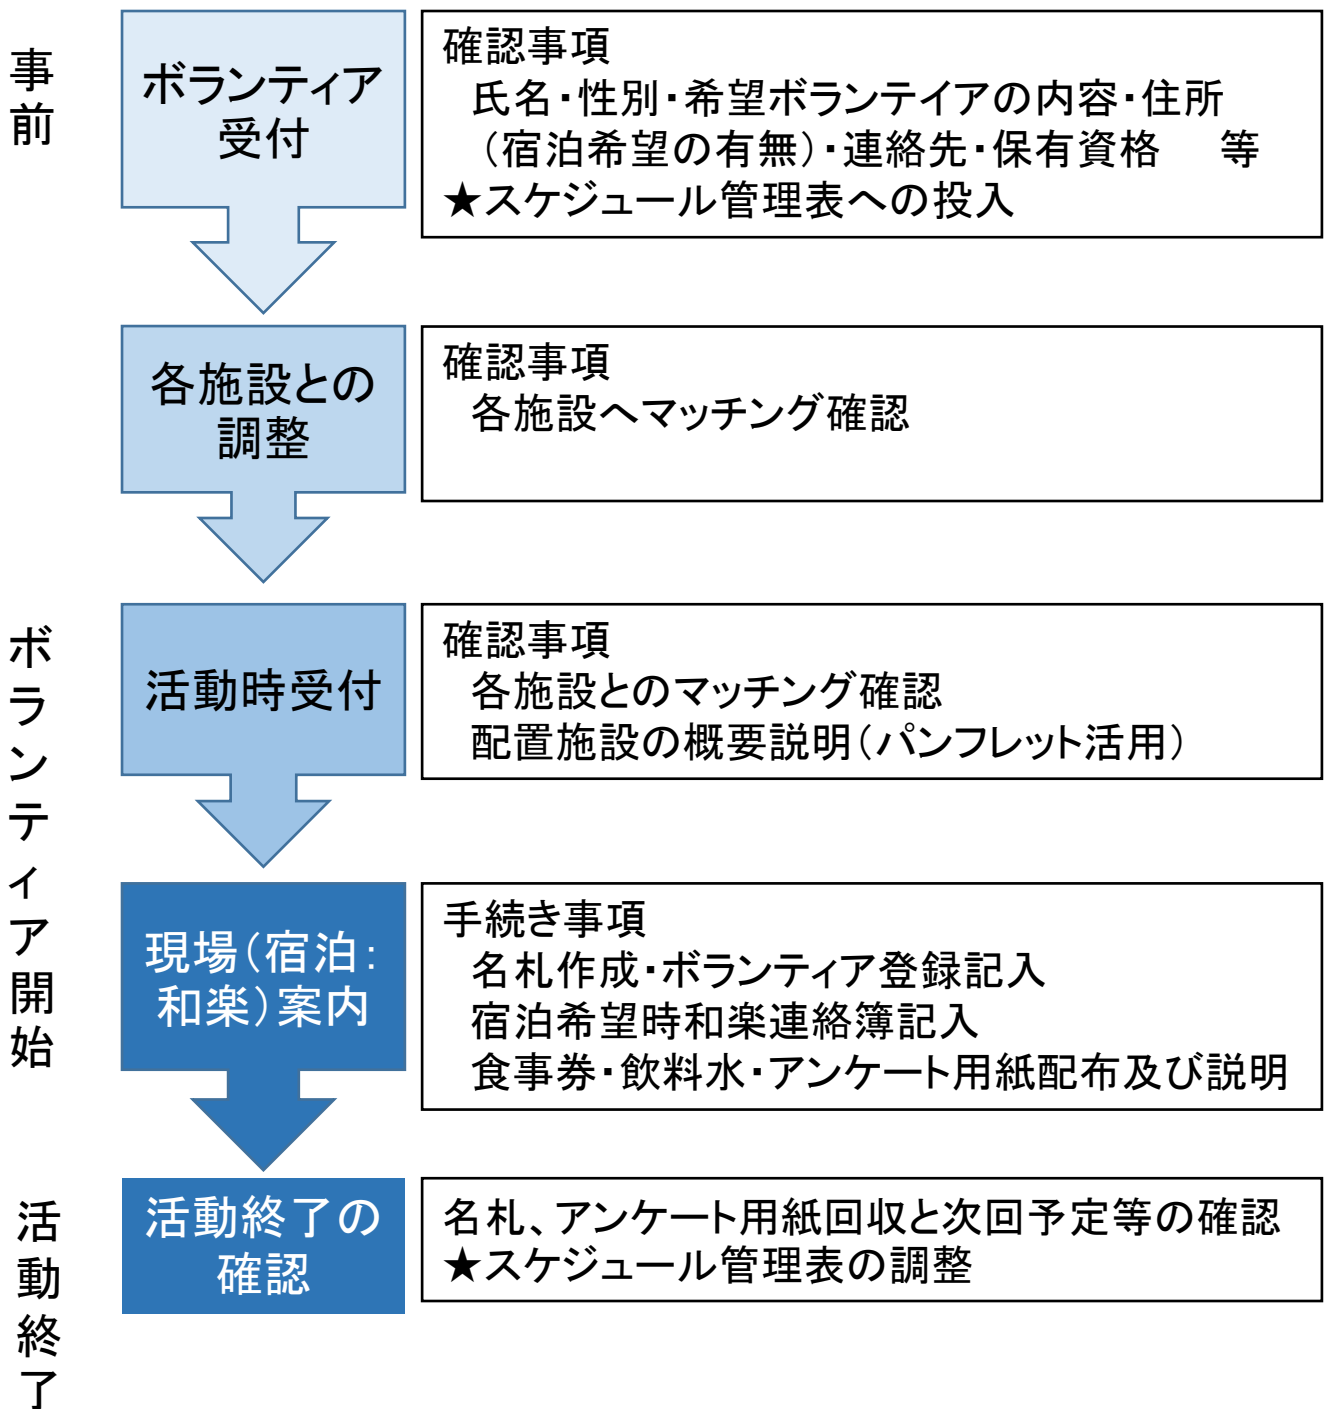 事前
ボランティア
受付
確認事項
氏名・性別・希望ボランテイアの内容・住所
（宿泊希望の有無）・連絡先・保有資格　等
★スケジュール管理表への投入
各施設との
調整
確認事項
各施設へマッチング確認
ボランティア開始
活動時受付
確認事項
各施設とのマッチング確認
配置施設の概要説明（パンフレット活用）
現場（宿泊：
和楽）案内
手続き事項
名札作成・ボランティア登録記入
宿泊希望時和楽連絡簿記入
食事券・飲料水・アンケート用紙配布及び説明
活動終了
活動終了の
確認
名札、アンケート用紙回収と次回予定等の確認
★スケジュール管理表の調整